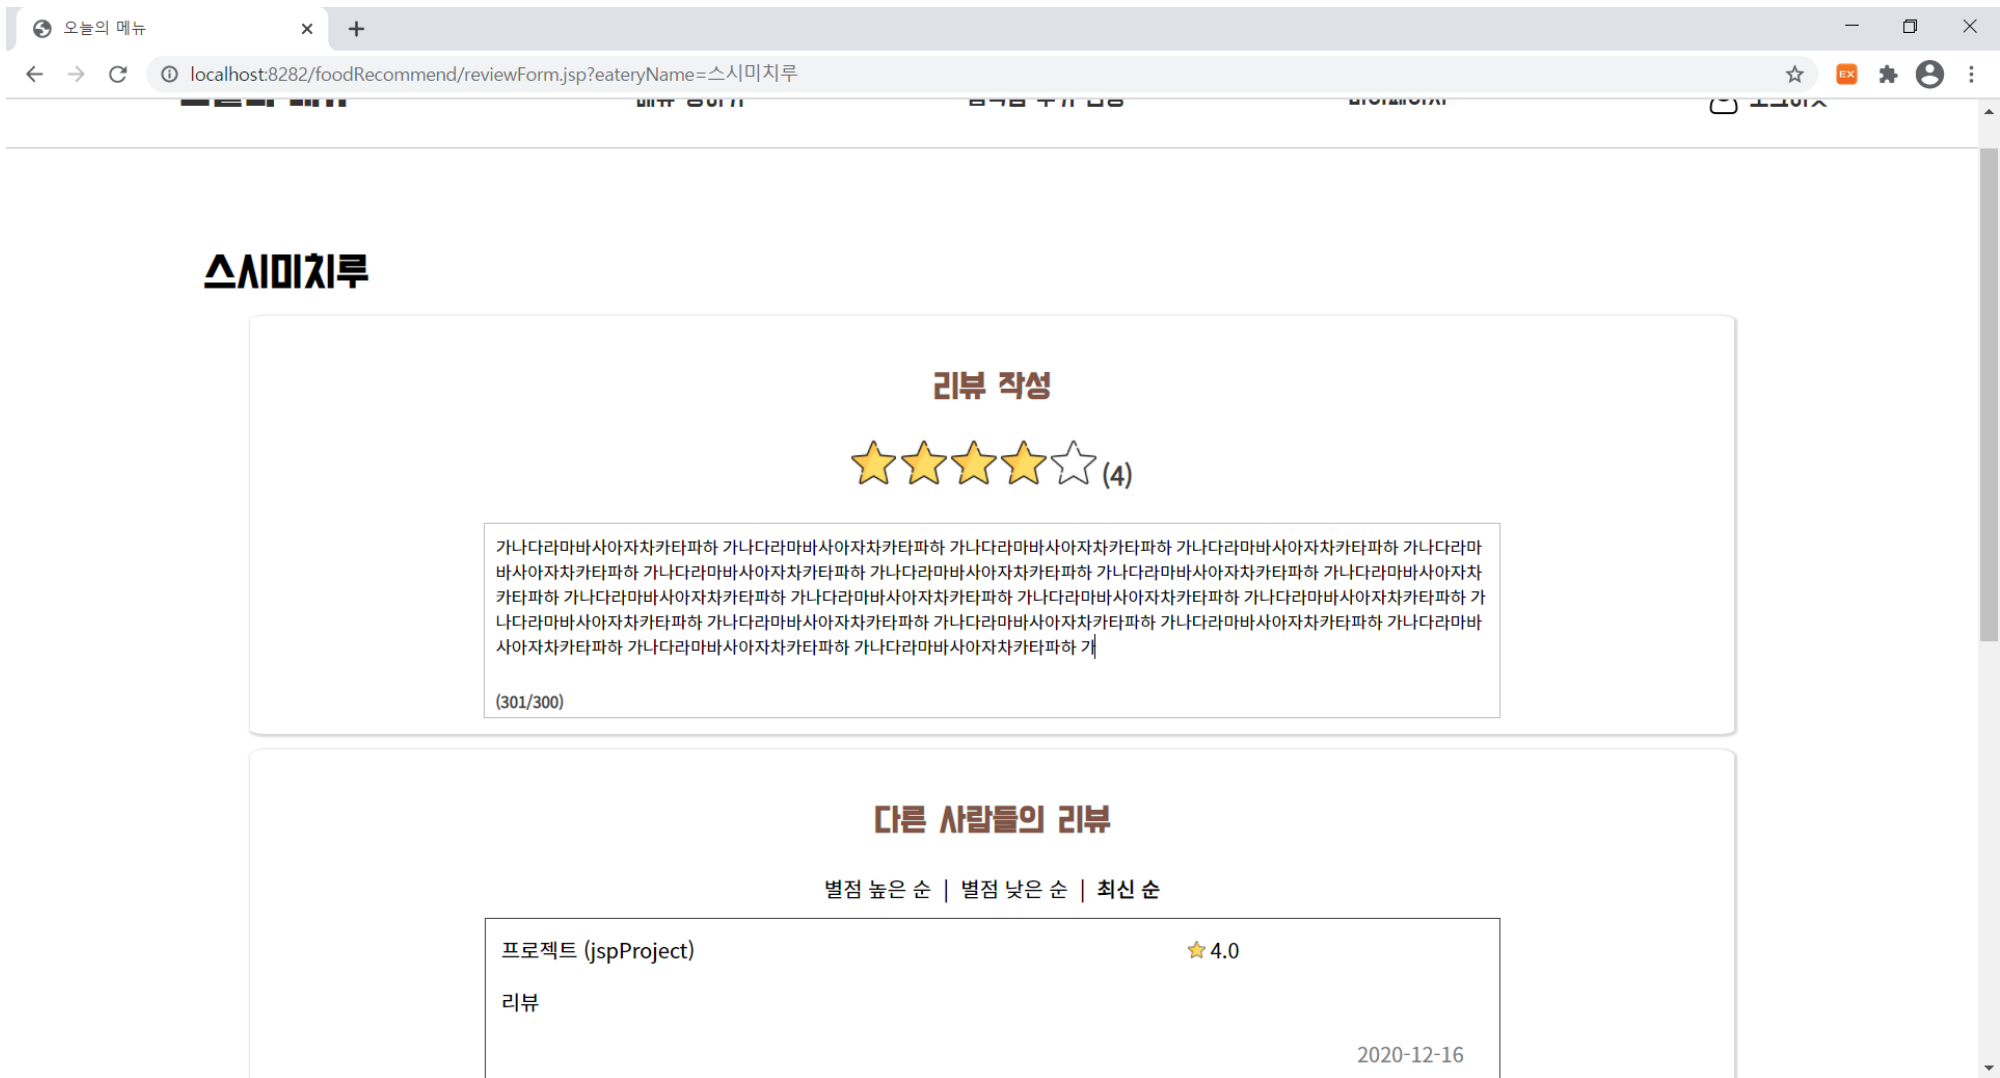 오늘의 메뉴
localhost:8282/foodRecommend/reviewForm.jsp?eateryName=스시미치루
EX
스시미치루
리뷰 작성
(4)
가나다라마바사아자차카타파하 가나다라마바사아자차카타파하 가나다라마바사아자차카타파하 가나다라마바사아자차카타파하 가나다라마
바사아자차카타파하 가나다라마바사아자차카타파하 가나다라마바사아자차카타파하 가나다라마바사아자차카타파하 가나다라마바사아자차
카타파하 가나다라마바사아자차카타파하 가나다라마바사아자차카타파하 가나다라마바사아자차카타파하 가나다라마바사아자차카타파하 가
나다라마바사아자차카타파하 가나다라마바사아자차카타파하 가나다라마바사아자차카타파하 가나다라마바사아자차카타파하 가나다라마바
사아자차카타파하 가나다라마바사아자차카타파하 가나다라마바사아자차카타파하 가
(301/300)
다른 사람들의 리뷰
별점 높은 순 | 별점 낮은 순 | 최신 순
프로젝트 (jspProject) 4.0
리뷰
2020-12-16